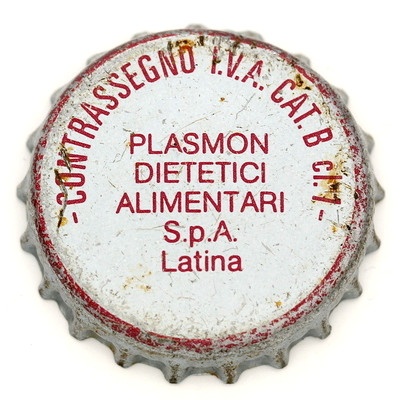 - CONTRASSEGNO I.V.A. CAT. B cl. 1 -
PLASMON
DIETETICI
ALIMENTARI
S.p.A.
Latina